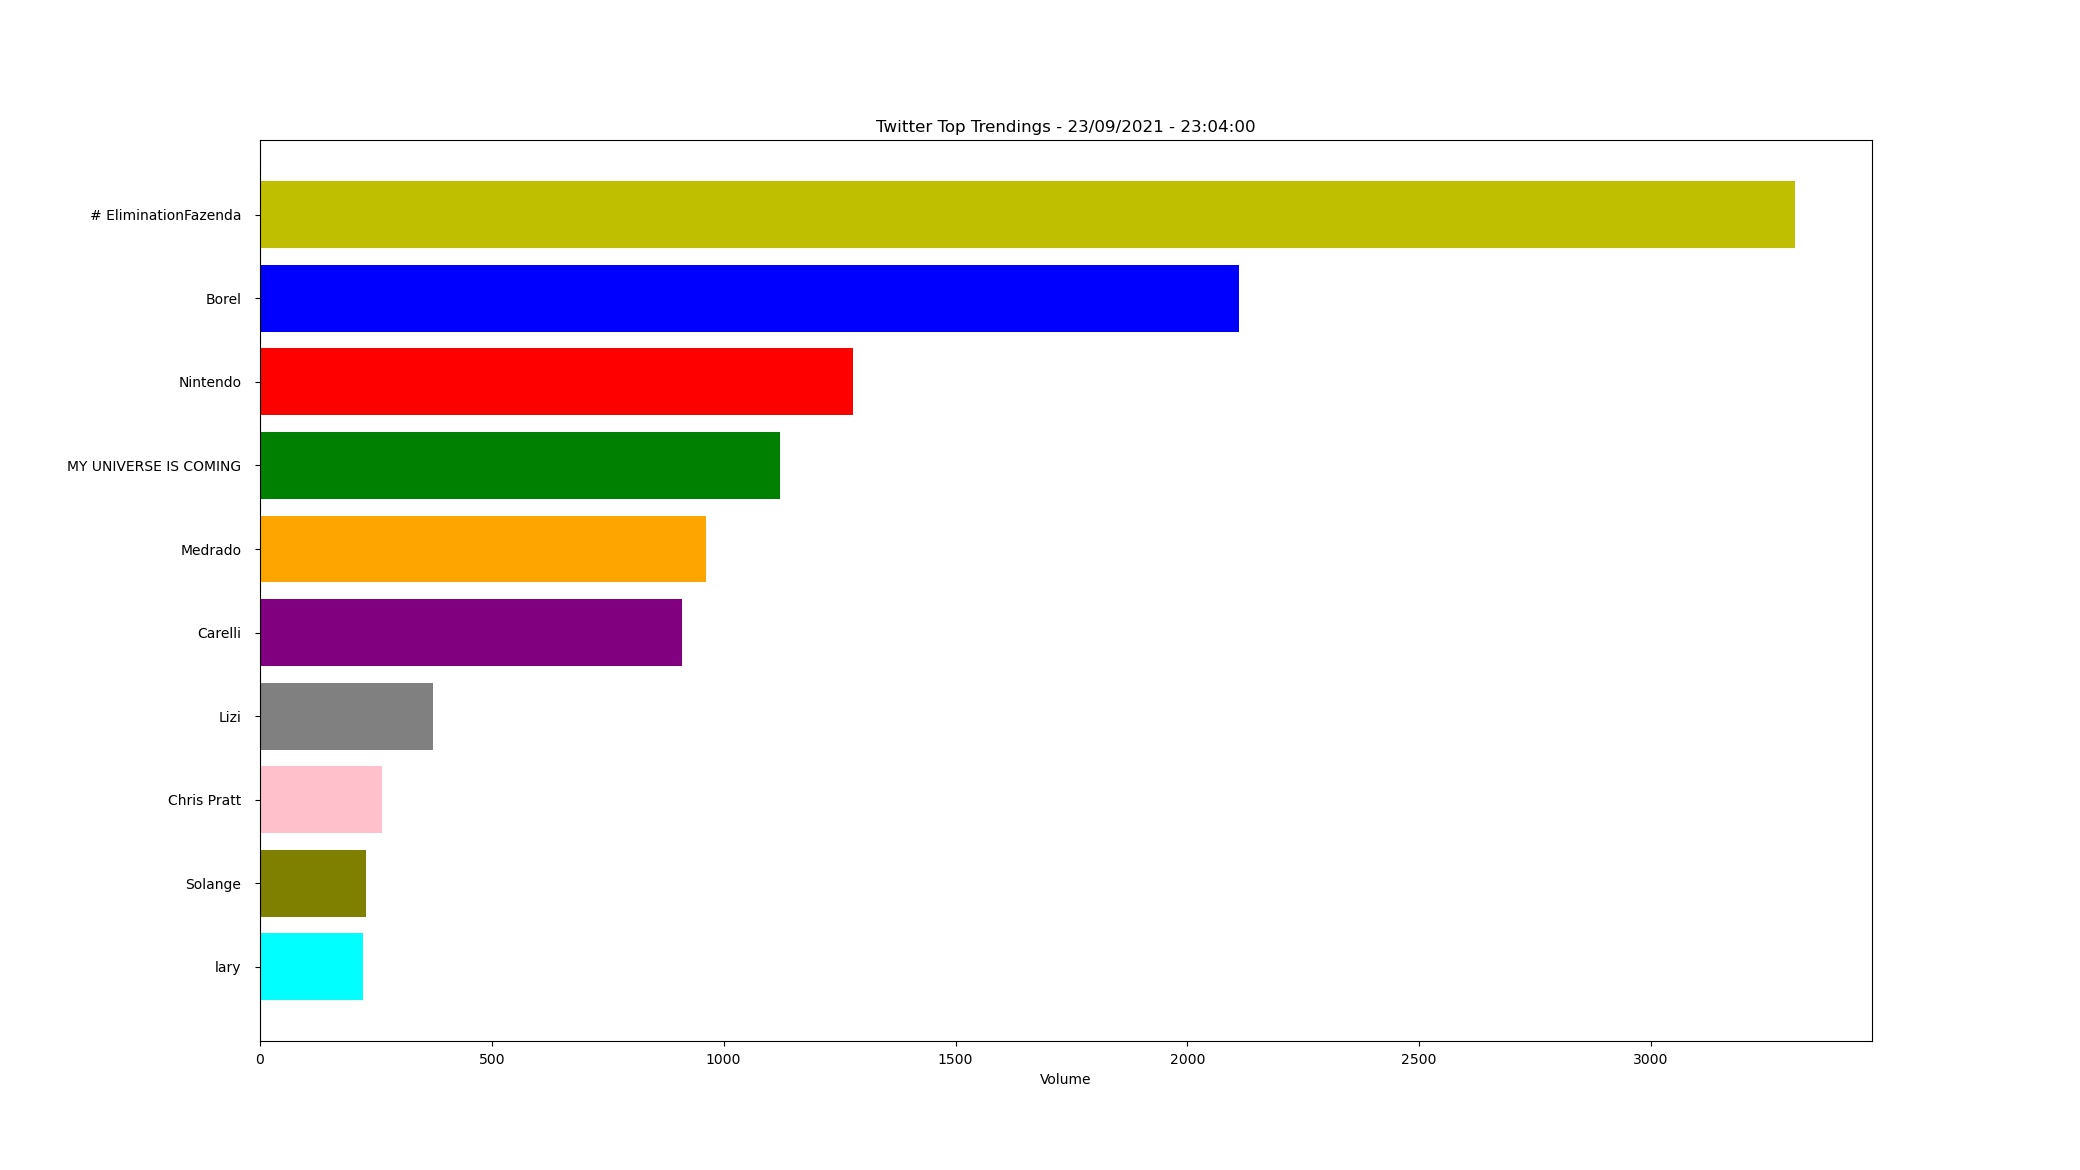 Twitter Top Trendings - 23/09/2021 - 23:04:00
# EliminationFazenda
Borel
Nintendo
MY UNIVERSE IS COMING
Medrado
Carelli
Lizi
Chris Pratt
Solange
lary
0 500 1000 1500 2000 2500 3000
Volume